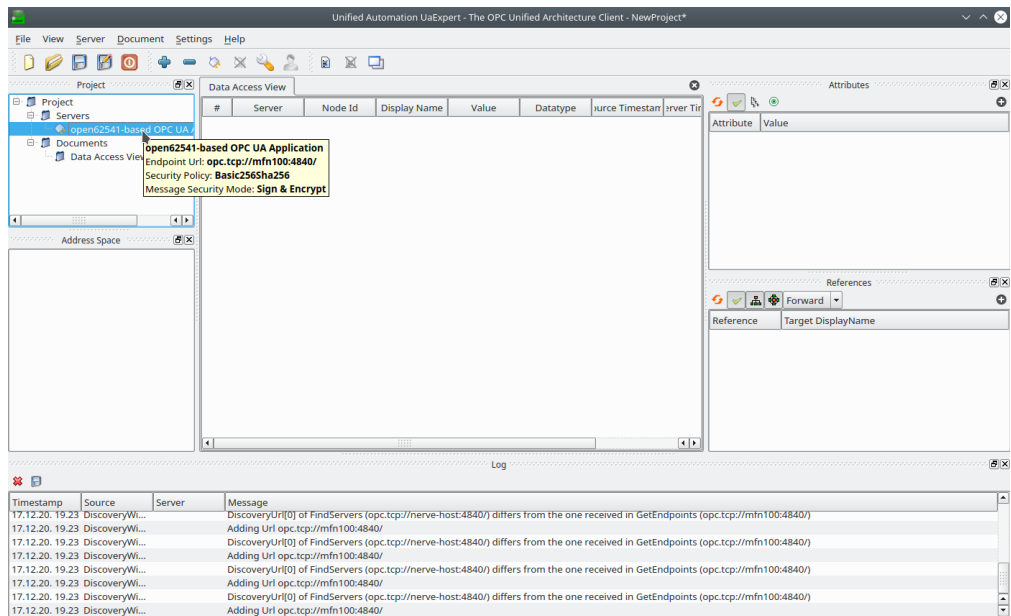 Unified Automation UaExpert - The OPC Unified Architecture Client - NewProject*
File View Server Document Settings Help
Project
Project
Servers
open62541-based OPC UA
Documents
Data Access View
open62541-based OPC UA Application
Endpoint Url: opc.tcp://mfn100:4840/
Security Policy: Basic256Sha256
Message Security Mode: Sign & Encrypt
Address Space
Data Access View
# Server Node Id Display Name Value Datatype ource Timestam erver Tir
Attributes
Attribute Value
References
Forward
Reference Target DisplayName
Log
Timestamp Source Server Message
17.12.20. 19.23 DiscoveryWi... DiscoveryUrl[0] of FindServers (opc.tcp://nerve-host:4840/) differs from the one received in GetEndpoints (opc.tcp://mfn100:4840/)
17.12.20. 19.23 DiscoveryWi... Adding Url opc.tcp://mfn100:4840/
17.12.20. 19.23 DiscoveryWi... DiscoveryUrl[0] of FindServers (opc.tcp://nerve-host:4840/) differs from the one received in GetEndpoints (opc.tcp://mfn100:4840/)
17.12.20. 19.23 DiscoveryWi... Adding Url opc.tcp://mfn100:4840/
17.12.20. 19.23 DiscoveryWi... DiscoveryUrl[0] of FindServers (opc.tcp://nerve-host:4840/) differs from the one received in GetEndpoints (opc.tcp://mfn100:4840/)
17.12.20. 19.23 DiscoveryWi... Adding Url opc.tcp://mfn100:4840/
17.12.20. 19.23 DiscoveryWi... DiscoveryUrl[0] of FindServers (opc.tcp://nerve-host:4840/) differs from the one received in GetEndpoints (opc.tcp://mfn100:4840/)
17.12.20. 19.23 DiscoveryWi... Adding Url opc.tcp://mfn100:4840/